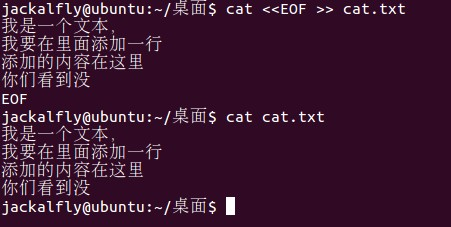 jackalfly@ubuntu:~/桌面$ cat <<EOF >> cat.txt
我是一个文本,
我要在里面添加一行
添加的内容在这里
你们看到没
EOF
jackalfly@ubuntu:~/桌面$ cat cat.txt
我是一个文本,
我要在里面添加一行
添加的内容在这里
你们看到没
jackalfly@ubuntu:~/桌面$